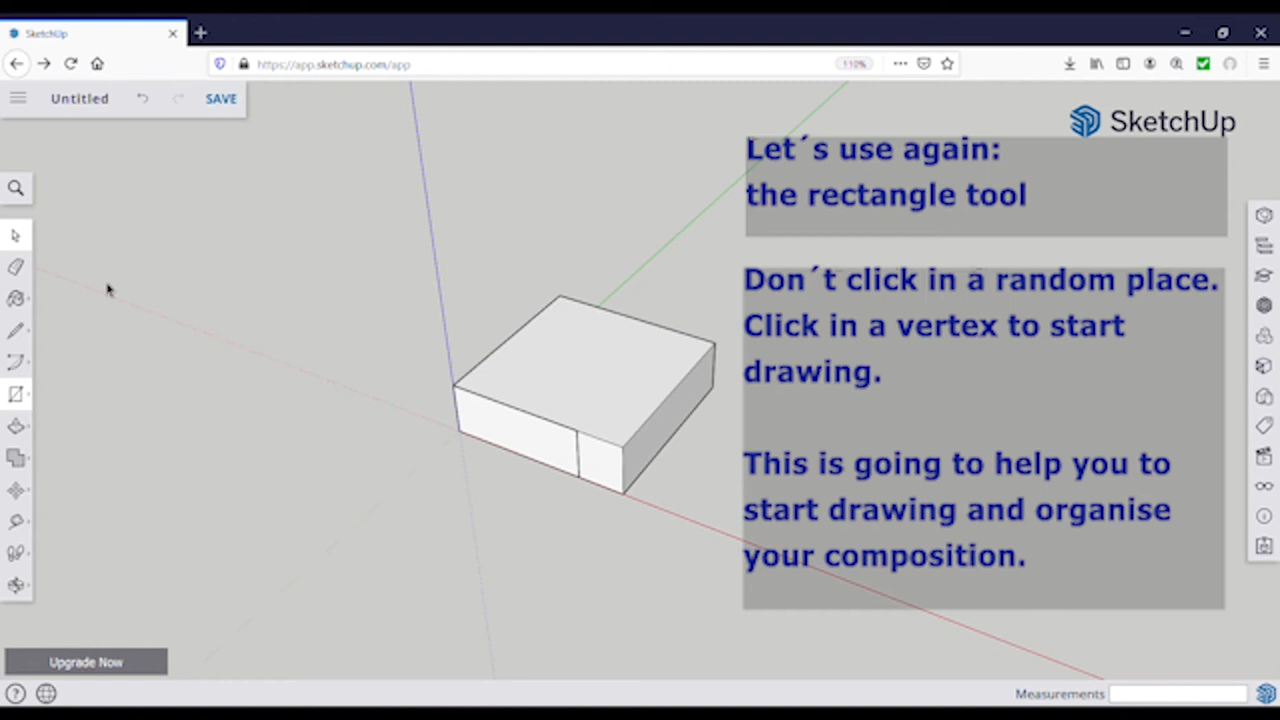 SketchUp
https://app.sketchup.com/app
110%
Untitled
SAVE
SketchUp
Let´s use again:
the rectangle tool
Don´t click in a random place.
Click in a vertex to start
drawing.
This is going to help you to
start drawing and organise
your composition.
Upgrade Now
Measurements